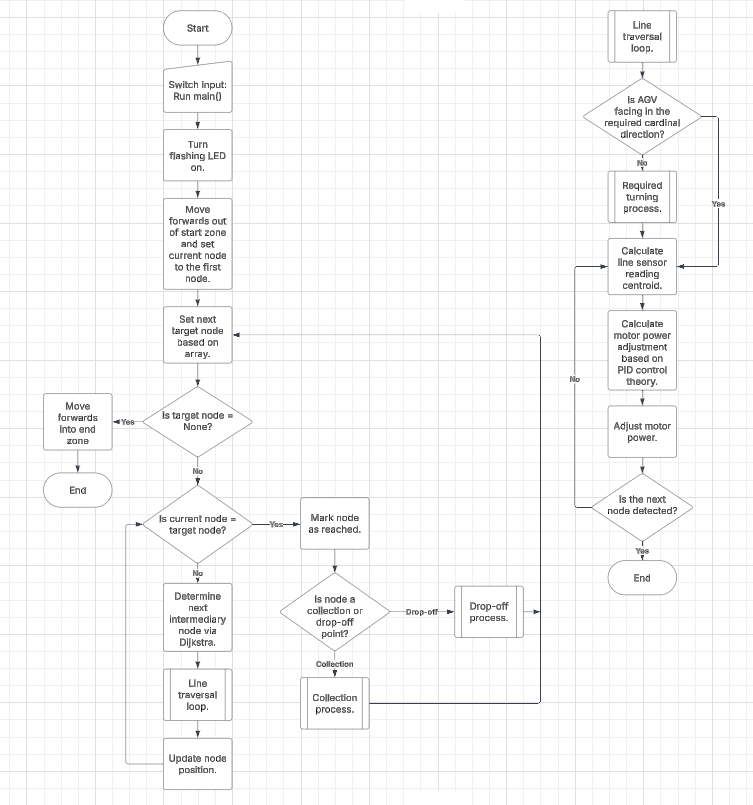 Start
Switch input:
Run main()
Turn
flashing LED
on.
Move
forwards out
of start zone
and set
current node
to the first
node.
Set next
target node
based on
array.
Is target node =
None?
Yes
Move
forwards
into end
zone
End
No
Is current node =
target node?
Yes
Mark node
as reached.
Is node a
collection or
drop-off
point?
Drop-off
Drop-off
process.
Collection
Collection
process.
No
Determine
next
intermediary
node via
Dijkstra.
Line
traversal
loop.
Update node
position.
Line
traversal
loop.
Is AGV
facing in the
required cardinal
direction?
No
Yes
Required
turning
process.
Calculate
line sensor
reading
centroid.
Calculate
motor power
adjustment
based on
PID control
theory.
No
Adjust motor
power.
Is the next
node detected?
Yes
End